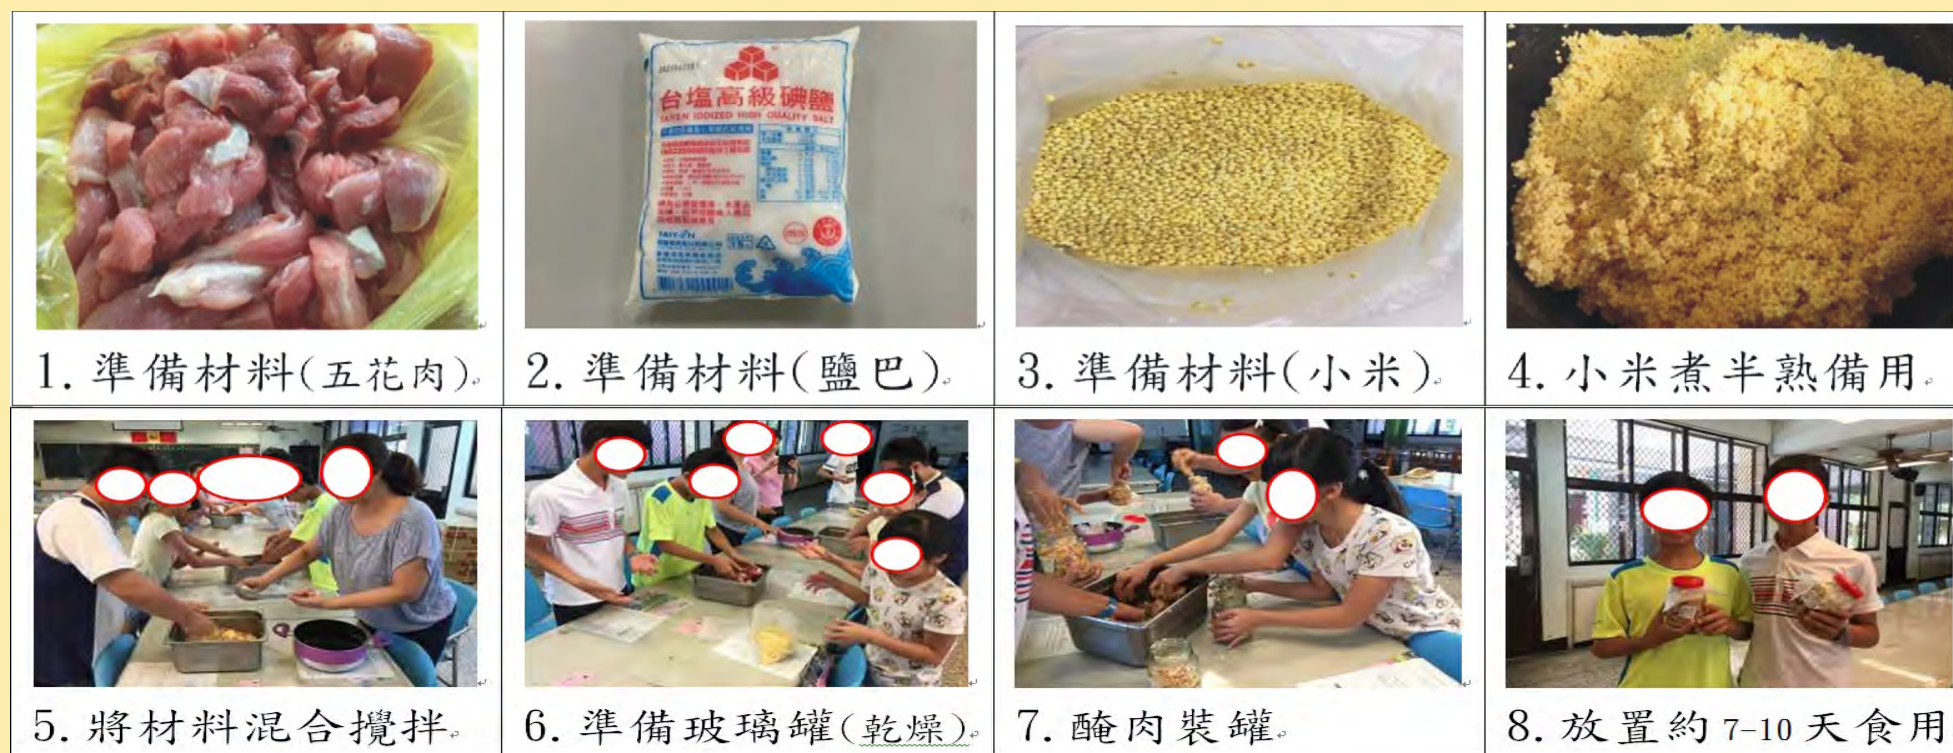 台塩高級碘鹽
TAIYEN IODIZED HIGH QUALITY SALT
TAIYEN
1. 準備材料(五花肉)
2. 準備材料(鹽巴)
3. 準備材料(小米)
4. 小米煮半熟備用
5. 將材料混合攪拌
6. 準備玻璃罐(乾燥)
7. 醃肉裝罐
8. 放置約 7-10 天食用